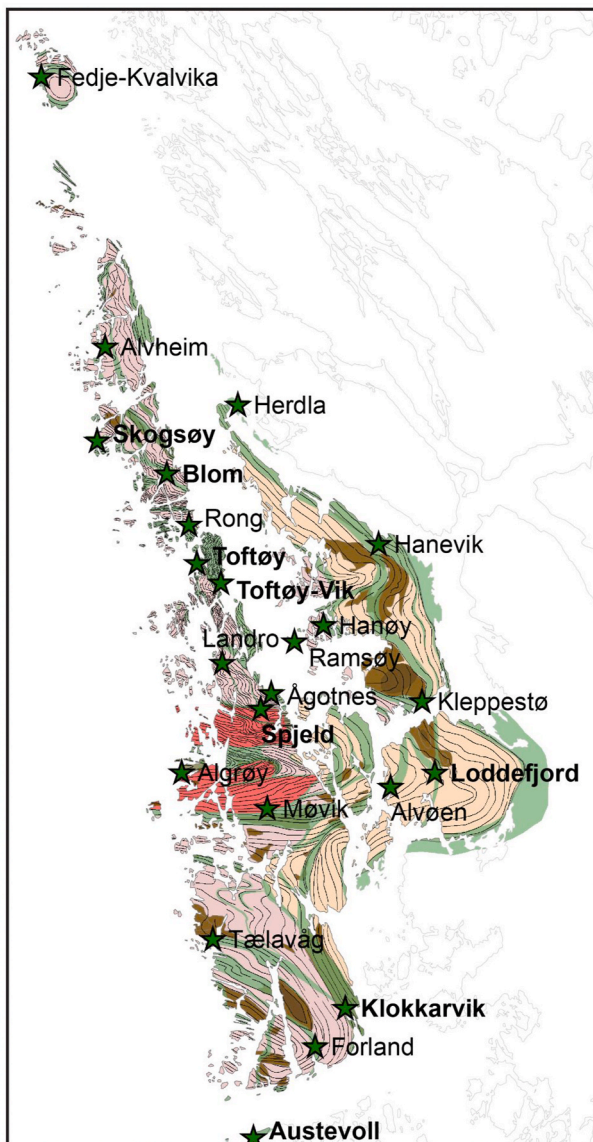 Fedje-Kvalvika
Alvheim
Herdla
Skogsøy
Blom
Rong
Hanevik
Toftøy
Toftøy-Vik
Hanøy
Landro
Ramsøy
Ågotnes
Kleppestø
Spjeld
Algrøy
Loddefjord
Alvøen
Møvik
Tælavåg
Klokkarvik
Forland
Austevoll